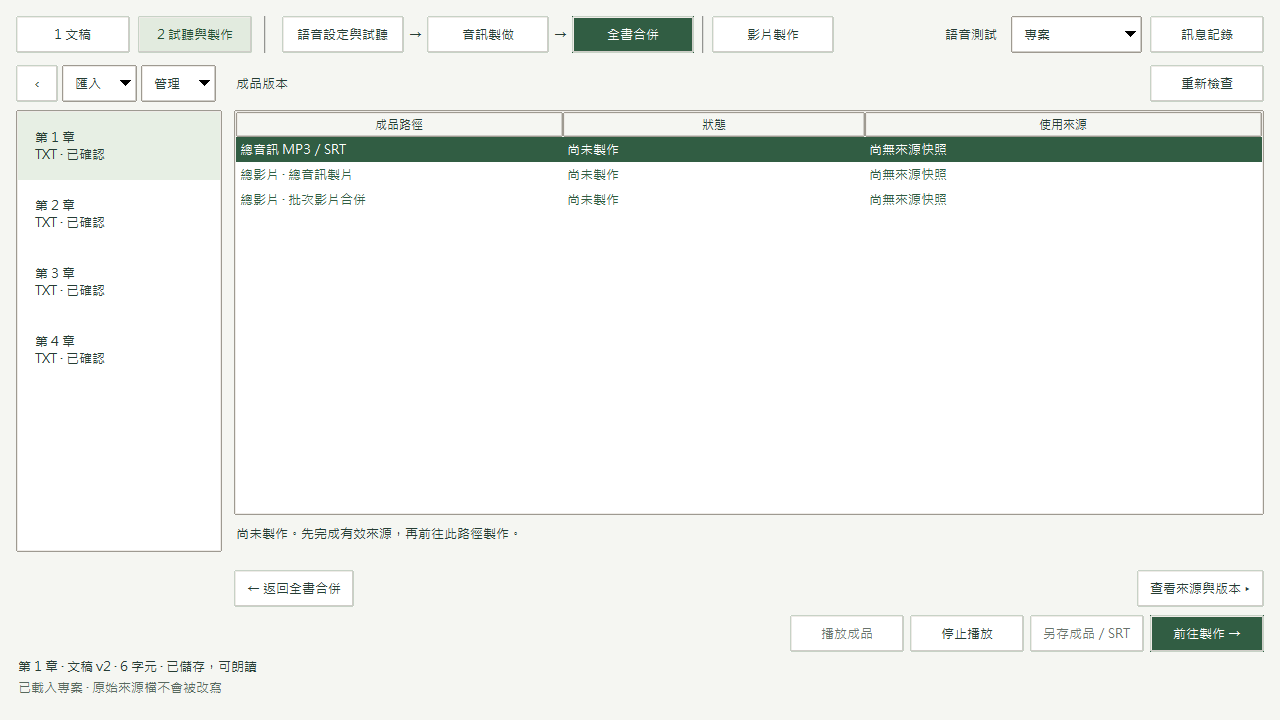 1 文稿
2 試聽與製作
語音設定與試聽 → 音訊製做 → 全書合併
影片製作
語音測試
專案
訊息記錄
‹
匯入
管理
成品版本
重新檢查
第 1 章
TXT · 已確認
第 2 章
TXT · 已確認
第 3 章
TXT · 已確認
第 4 章
TXT · 已確認
成品路徑 狀態 使用來源
總音訊 MP3 / SRT 尚未製作 尚無來源快照
總影片 · 總音訊製片 尚未製作 尚無來源快照
總影片 · 批次影片合併 尚未製作 尚無來源快照
尚未製作。先完成有效來源，再前往此路徑製作。
← 返回全書合併
查看來源與版本 ▸
播放成品
停止播放
另存成品 / SRT
前往製作 →
第 1 章 · 文稿 v2 · 6 字元 · 已儲存，可朗讀
已載入專案 · 原始來源檔不會被改寫